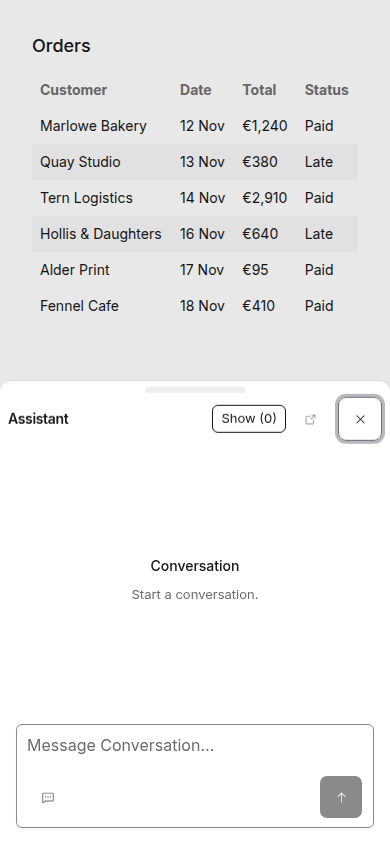 Orders
Customer Date Total Status
Marlowe Bakery 12 Nov €1,240 Paid
Quay Studio 13 Nov €380 Late
Tern Logistics 14 Nov €2,910 Paid
Hollis & Daughters 16 Nov €640 Late
Alder Print 17 Nov €95 Paid
Fennel Cafe 18 Nov €410 Paid
Assistant Show (0)
Conversation
Start a conversation.
Message Conversation...